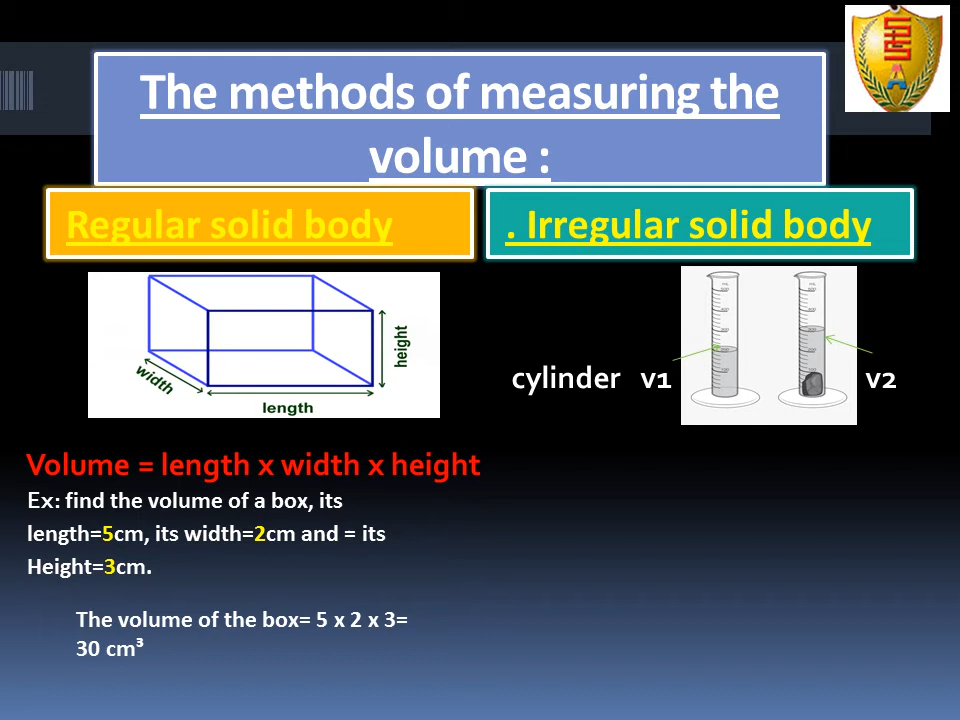 The methods of measuring the
volume :
Regular solid body
. Irregular solid body
width
length
height
cylinder v1
v2
Volume = length x width x height
Ex: find the volume of a box, its
length=5cm, its width=2cm and = its
Height=3cm.
The volume of the box= 5 x 2 x 3=
30 cm³